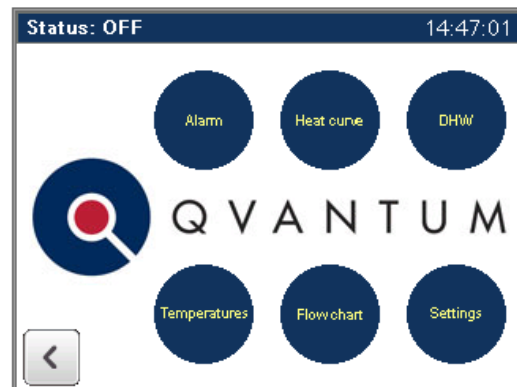 Status: OFF 14:47:01
Alarm Heat curve DHW
QVANTUM
Temperatures Flow chart Settings